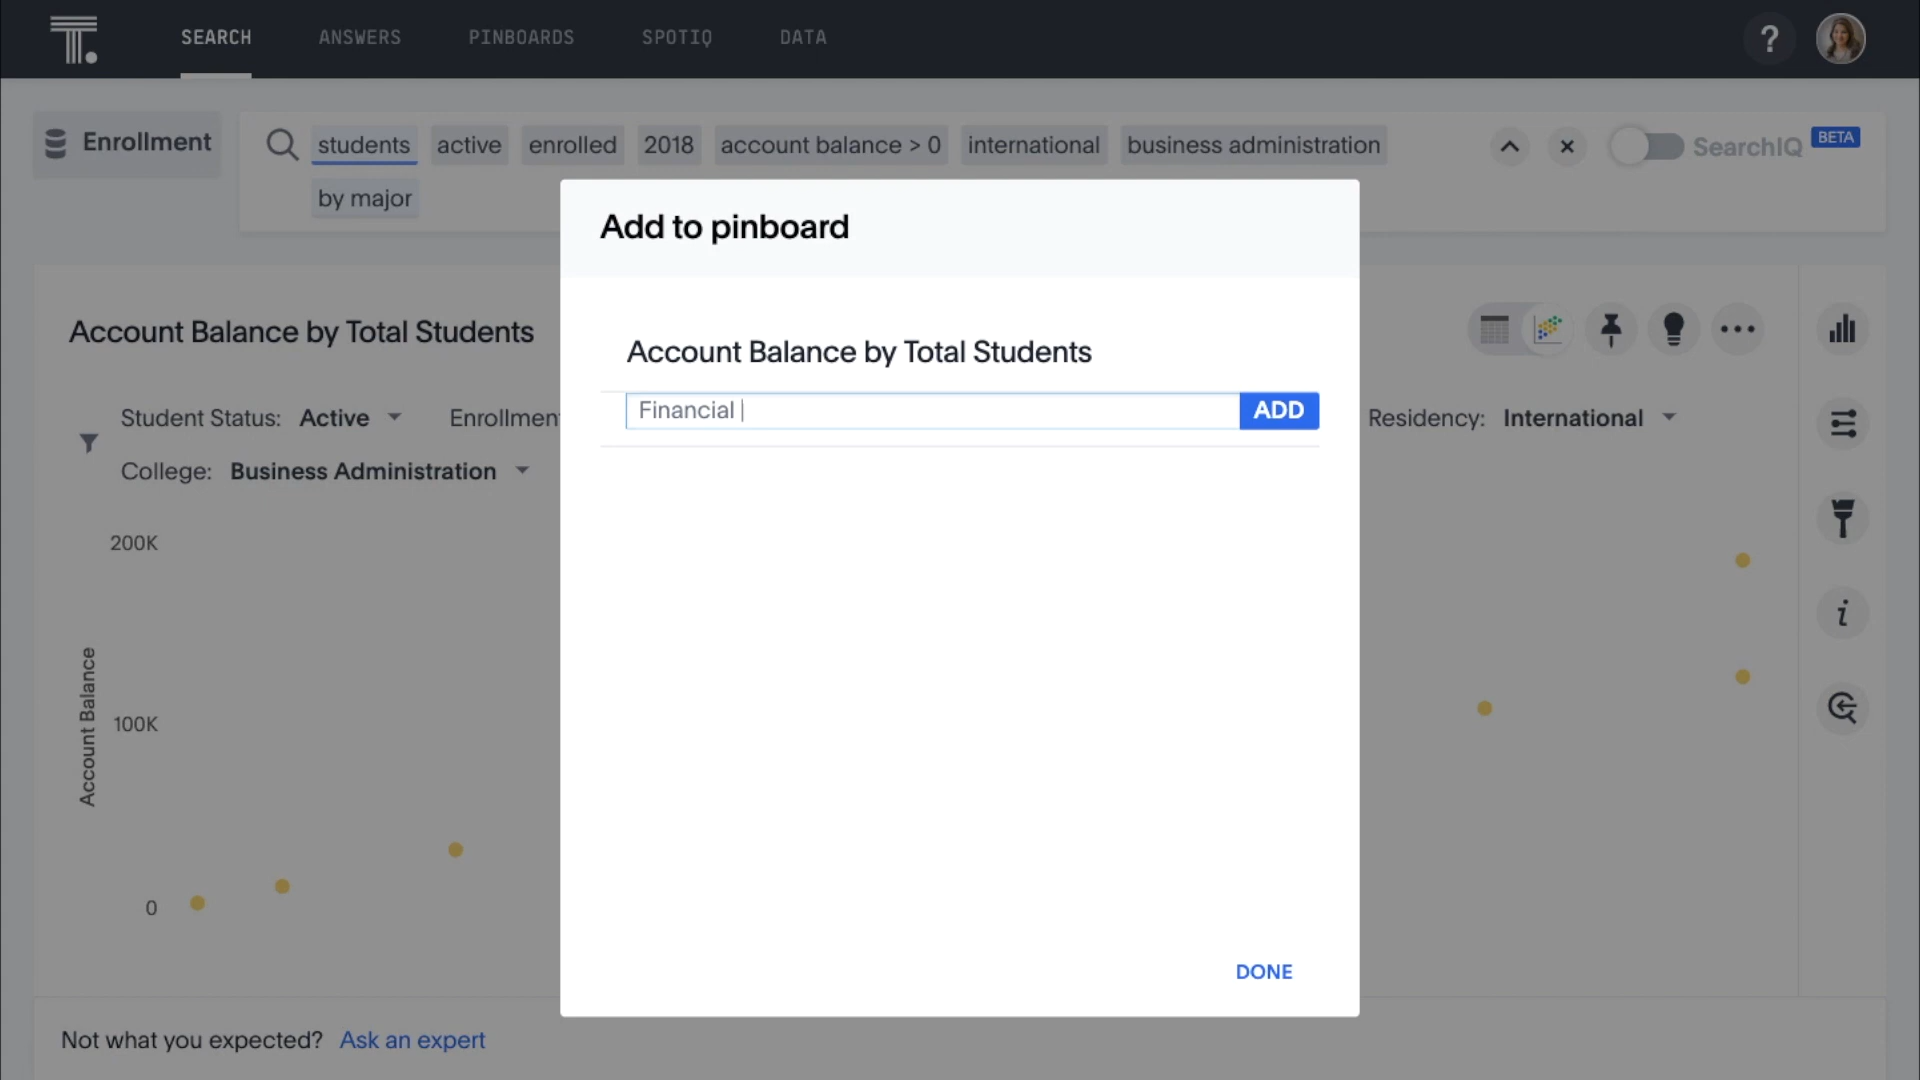 SEARCH ANSWERS PINBOARDS SPOTIQ DATA ?
Enrollment
students active enrolled 2018 account balance > 0 international business administration
SearchIQ BETA
by major
Add to pinboard
Account Balance by Total Students
Account Balance by Total Students
Financial
ADD
Student Status: Active Enrollment Residency: International
College: Business Administration
200K
100K
0
Account Balance
DONE
Not what you expected? Ask an expert